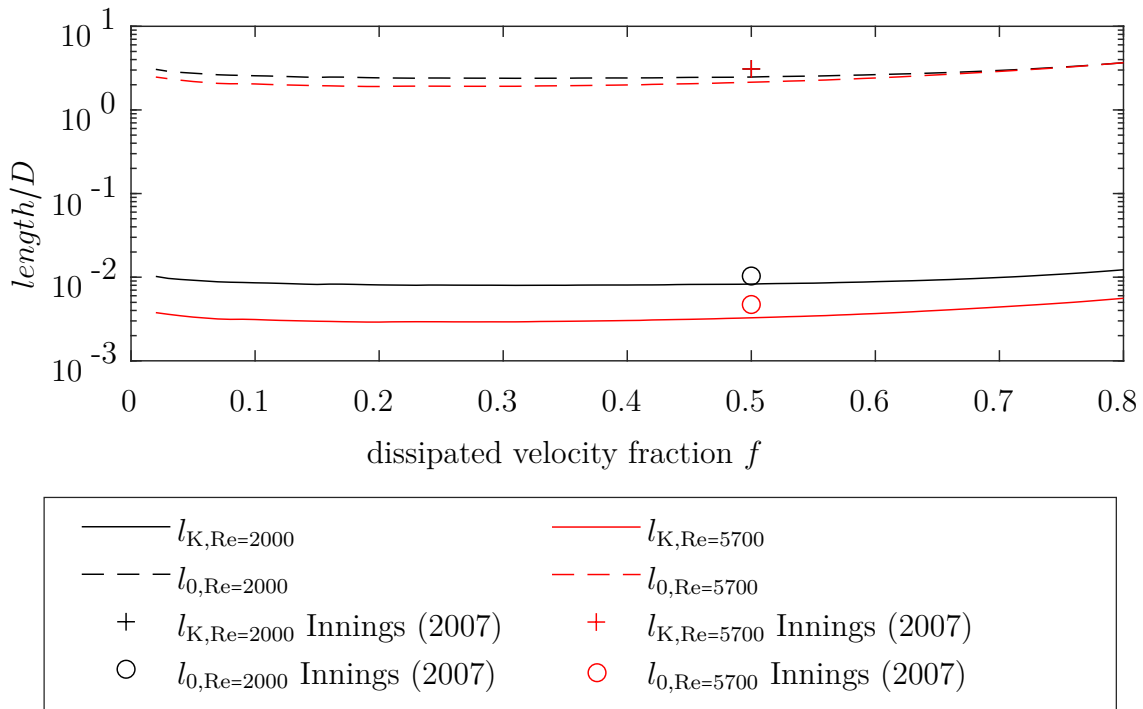 10^1
10^0
10^-1
10^-2
10^-3
length/D
0 0.1 0.2 0.3 0.4 0.5 0.6 0.7 0.8
dissipated velocity fraction f
l_K,Re=2000 l_K,Re=5700
l_0,Re=2000 l_0,Re=5700
l_K,Re=2000 Innings (2007) l_K,Re=5700 Innings (2007)
l_0,Re=2000 Innings (2007) l_0,Re=5700 Innings (2007)